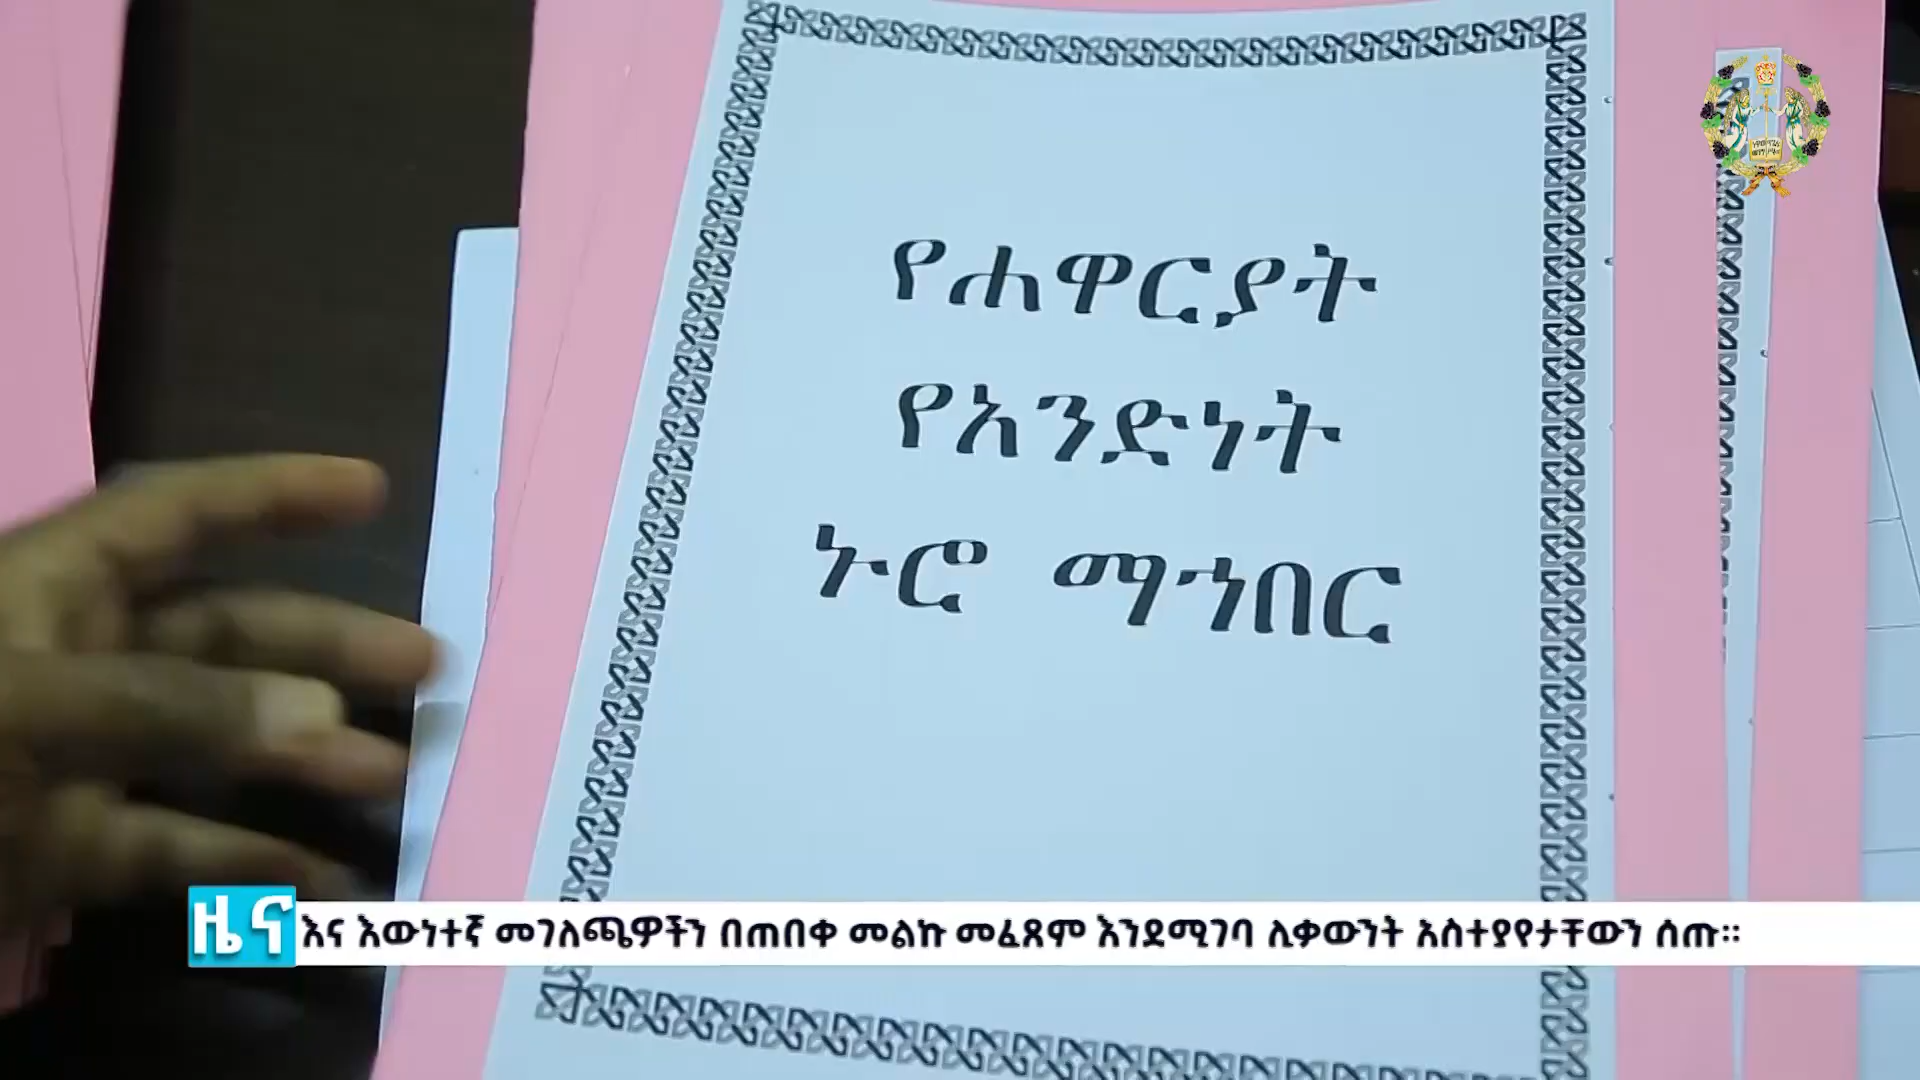 የሐዋርያት
የአንድነት
ኑሮ ማኅበር
ዜና
እና እውነተኛ መገለጫዎችን በጠበቀ መልኩ መፈጸም እንደሚገባ ሊቃውንት አስተያየታቸውን ሰጡ።